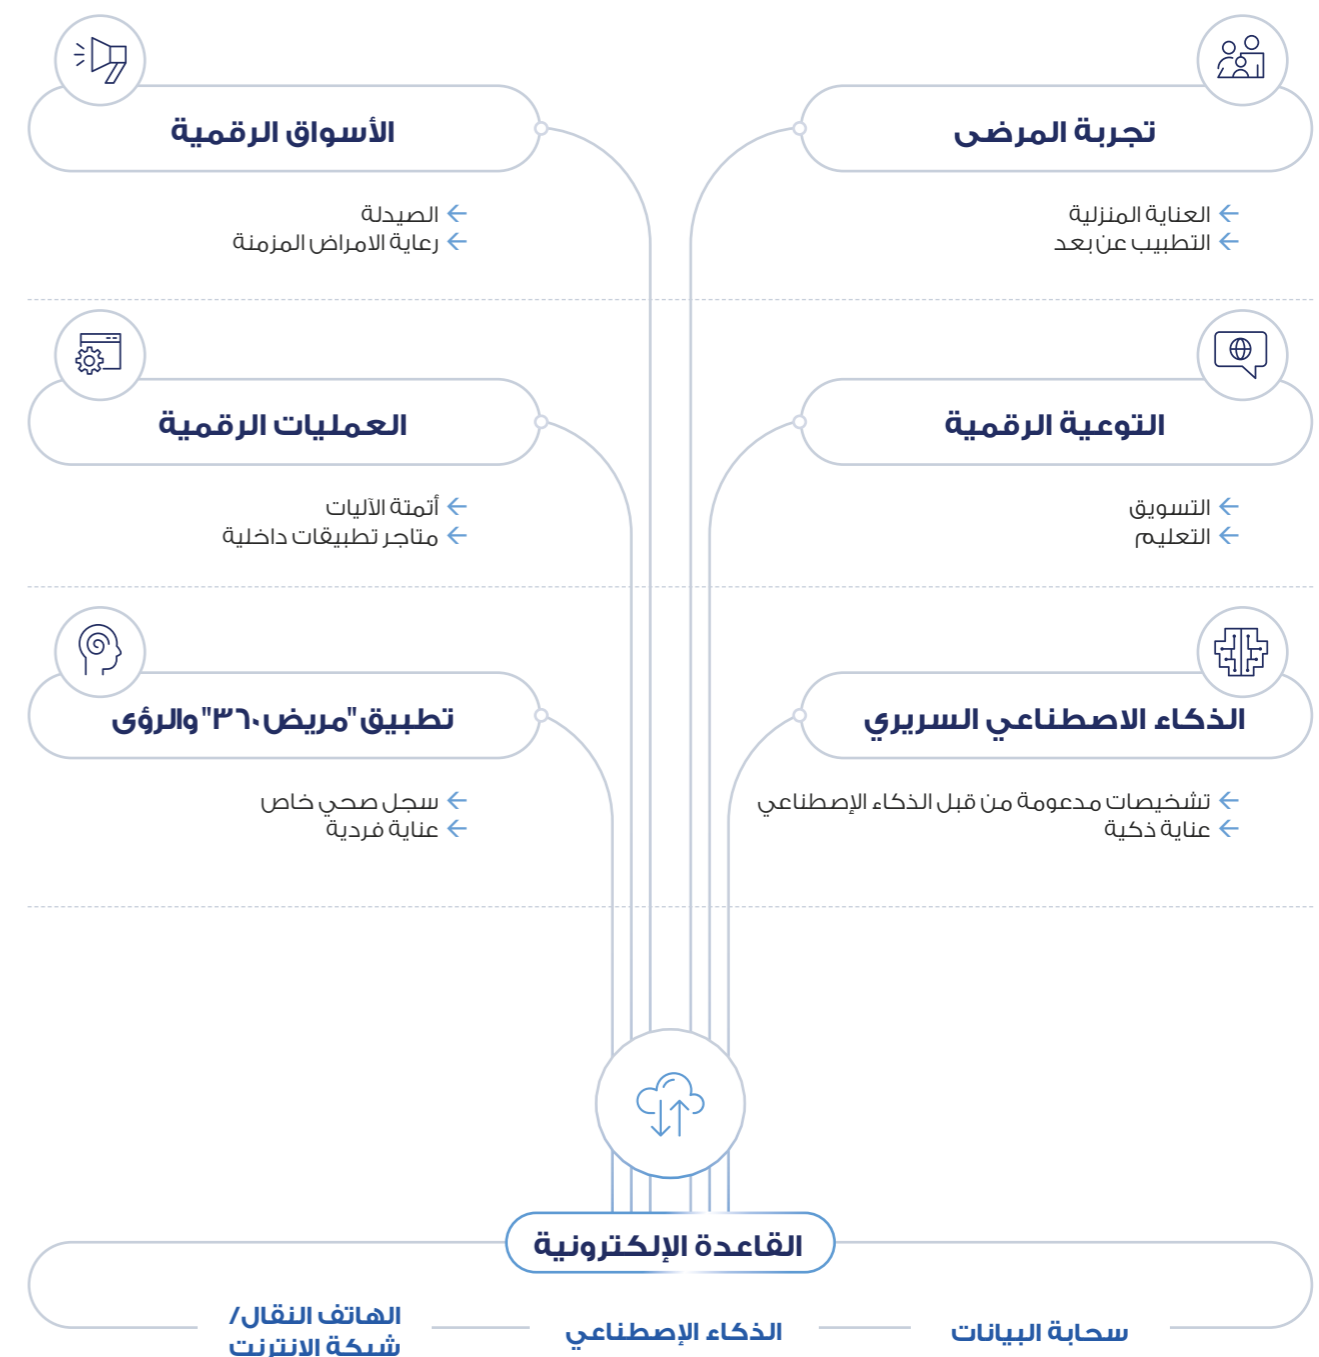 تجربة المرضى
العناية المنزلية
التطبيب عن بعد
الأسواق الرقمية
الصيدلة
رعاية الامراض المزمنة
التوعية الرقمية
التسويق
التعليم
العمليات الرقمية
أتمتة الآليات
متاجر تطبيقات داخلية
الذكاء الاصطناعي السريري
تشخيصات مدعومة من قبل الذكاء الإصطناعي
عناية ذكية
تطبيق "مريض ٣٦٠" والرؤى
سجل صحي خاص
عناية فردية
القاعدة الإلكترونية
سحابة البيانات
الذكاء الإصطناعي
الهاتف النقال/
شبكة الانترنت